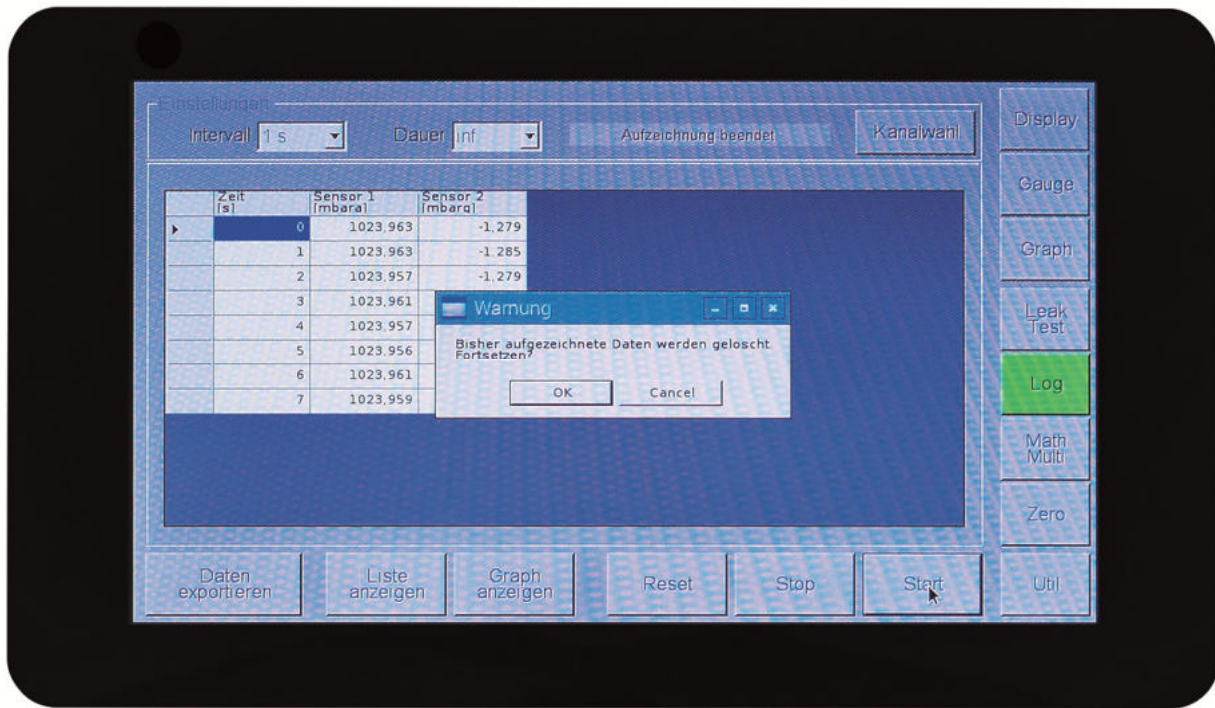 Einstellungen
Intervall 1 s Dauer inf Aufzeichnung beendet Kanalwahl
Zeit [s] Sensor 1 [mbara] Sensor 2 [mbarg]
0 1023,963 -1,279
1 1023,963 -1,285
2 1023,957 -1,279
3 1023,961
4 1023,957
5 1023,956
6 1023,961
7 1023,959
Warnung
Bisher aufgezeichnete Daten werden geloscht
Fortsetzen?
OK Cancel
Daten
exportieren
Liste
anzeigen
Graph
anzeigen
Reset
Stop
Start
Display
Gauge
Graph
Leak
Test
Log
Math
Multi
Zero
Util